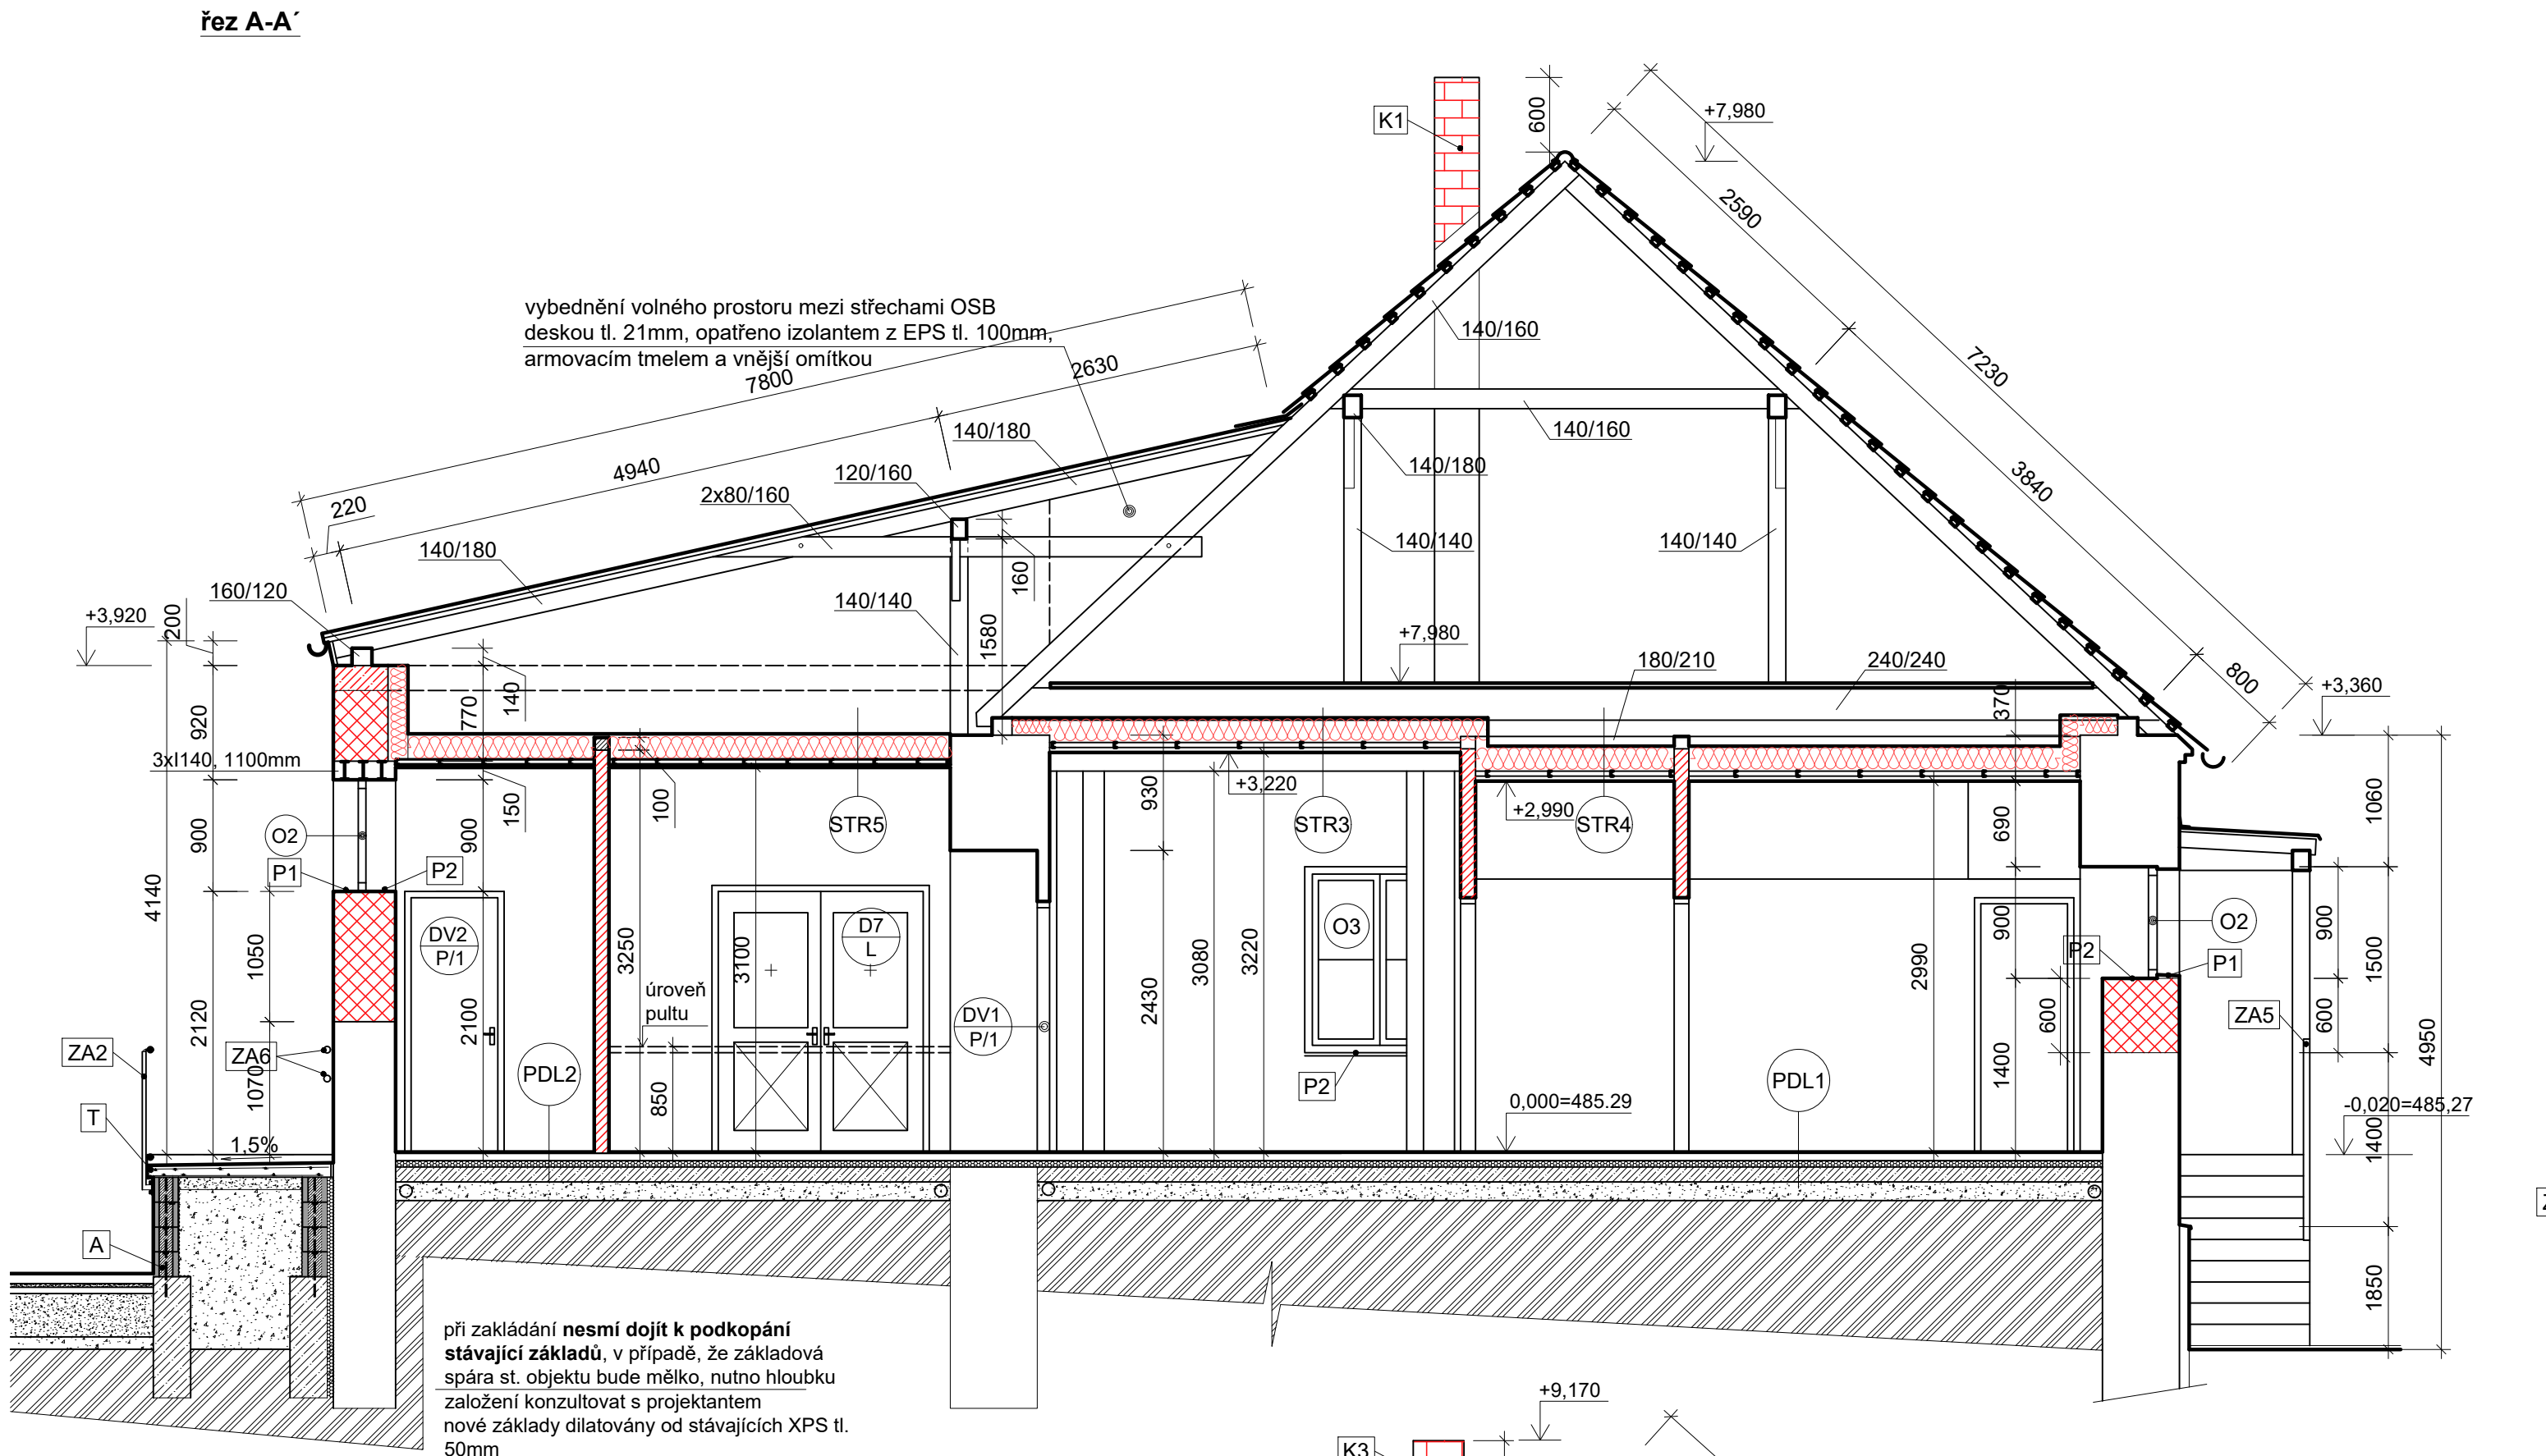 řez A-A´
K1
600
+7,980
2590
7230
3840
800
vybednění volného prostoru mezi střechami OSB
deskou tl. 21mm, opatřeno izolantem z EPS tl. 100mm,
armovacím tmelem a vnější omítkou
7800
2630
4940
220
140/180
120/160
2x80/160
140/180
160/120
140/140
160
1580
140/160
140/160
140/180
140/140
140/140
+7,980
180/210
240/240
370
+3,360
+3,920
200
920
770
140
3xI140, 1100mm
150
100
900
900
O2
P1
P2
STR5
930
+3,220
STR3
+2,990
STR4
690
1060
4140
1050
2120
1070
DV2
P/1
2100
3250
3100
D7
L
úroveň
pultu
850
DV1
P/1
2430
3080
3220
O3
P2
2990
900
1400
600
P2
P1
O2
900
600
1500
4950
ZA5
ZA2
ZA6
T
1,5%
A
PDL2
PDL1
0,000=485.29
-0,020=485,27
1400
1850
při zakládání nesmí dojít k podkopání
stávající základů, v případě, že základová
spára st. objektu bude mělko, nutno hloubku
založení konzultovat s projektantem
nové základy dilatovány od stávajících XPS tl.
50mm
+9,170
K3